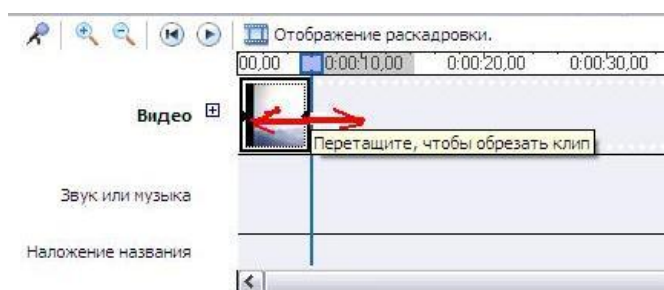 Отображение раскадровки.
00,00 0:00:10,00 0:00:20,00 0:00:30,00
Видео
Перетащите, чтобы обрезать клип
Звук или музыка
Наложение названия